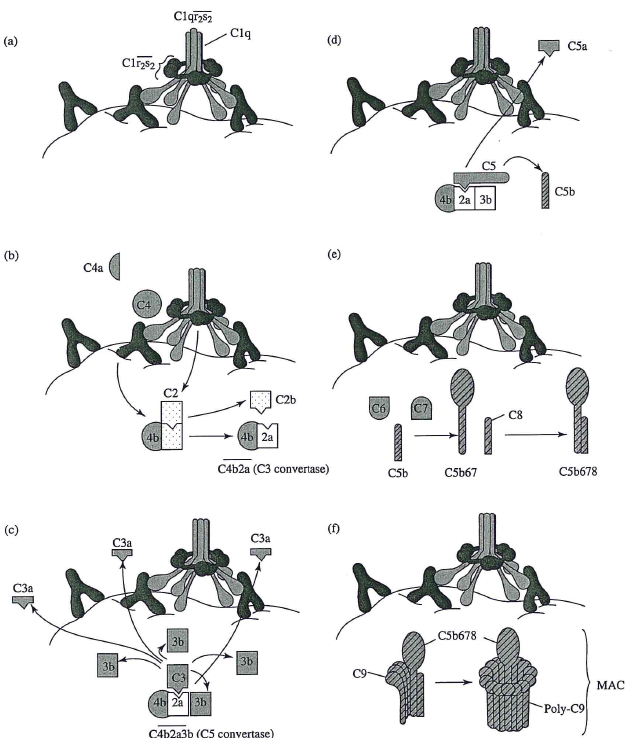 (a)
C1qr₂s₂
C1q
C1r₂s₂
(b)
C4a
C4
C2
C2b
4b
4b
2a
C4b2a (C3 convertase)
(c)
C3a
C3a
C3a
3b
3b
3b
C3
4b
2a
3b
C4b2a3b (C5 convertase)
(d)
C5a
C5
4b
2a
3b
C5b
(e)
C6
C7
C8
C5b
C5b67
C5b678
(f)
C5b678
C9
Poly-C9
MAC